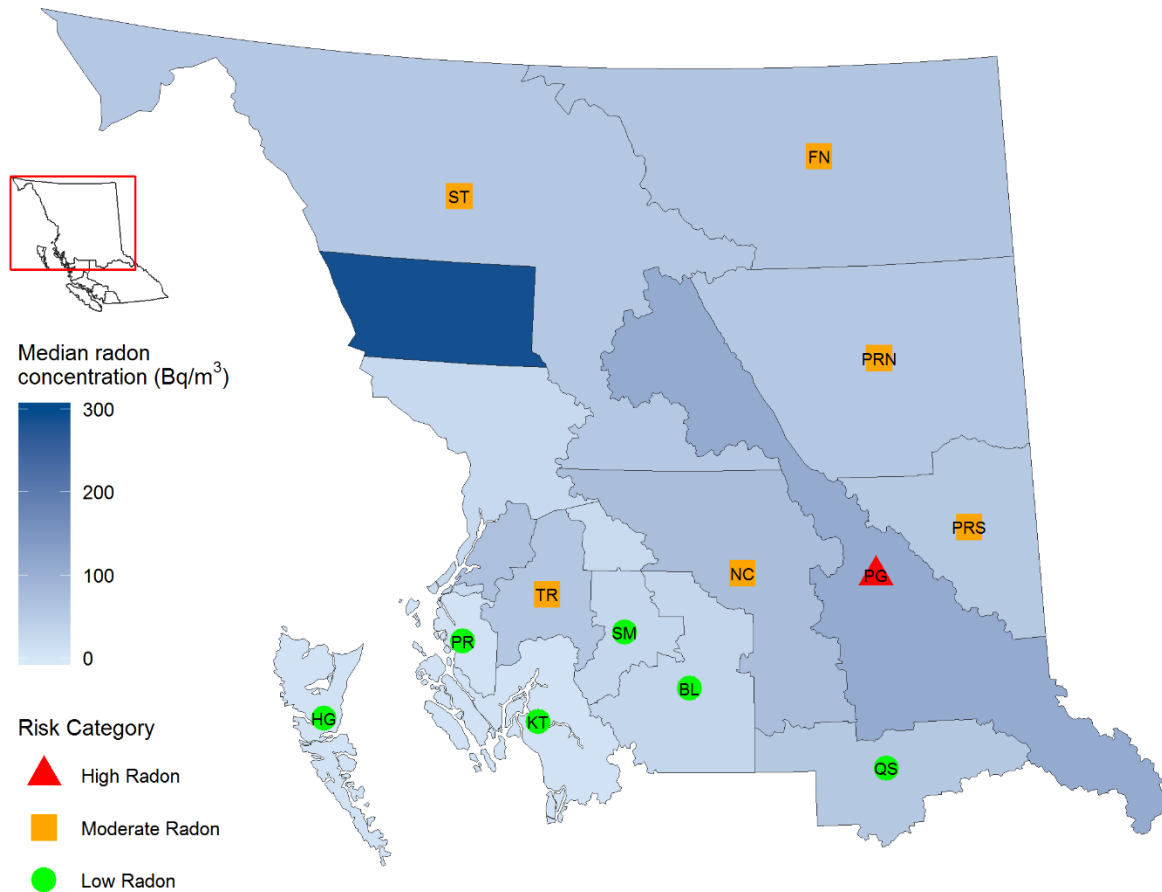 FN
ST
PRN
Median radon
concentration (Bq/m³)
300
200
100
0
PRS
PG
NC
TR
SM
PR
BL
HG
KT
QS
Risk Category
High Radon
Moderate Radon
Low Radon